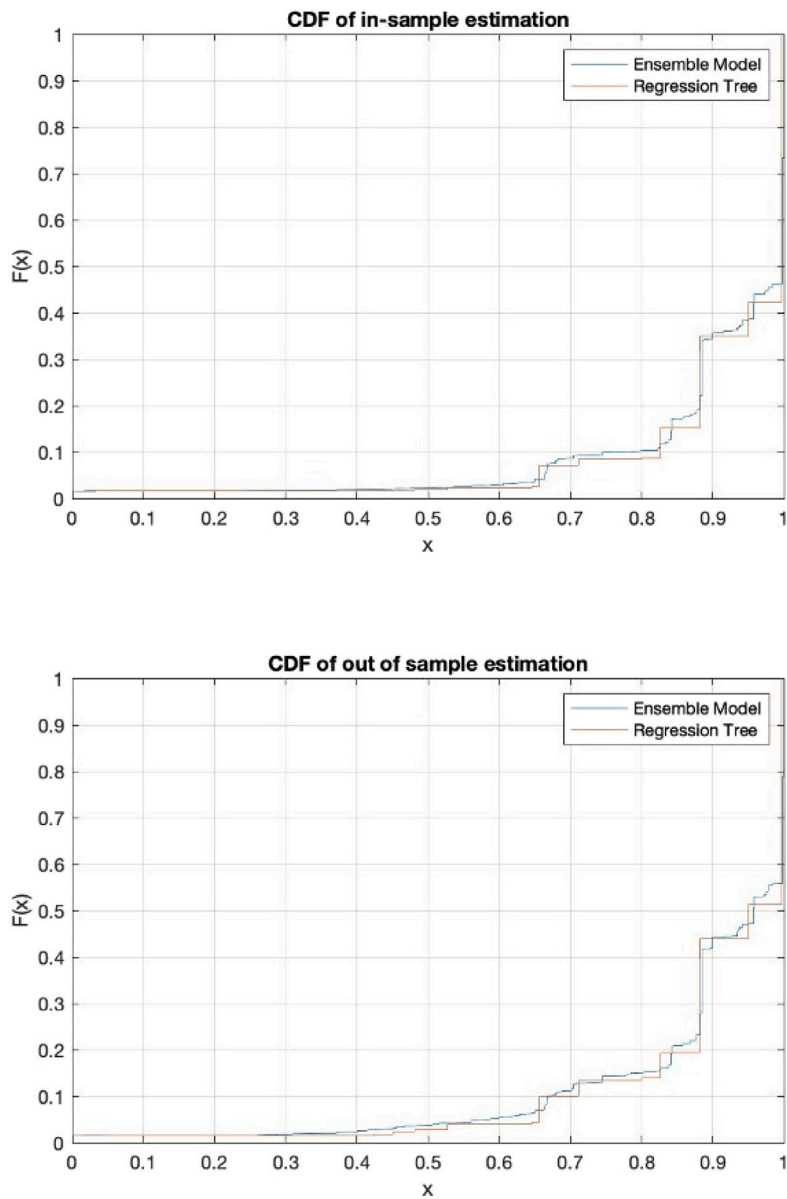 CDF of in-sample estimation
1
0.9
0.8
0.7
0.6
0.5
0.4
0.3
0.2
0.1
0
F(x)
Ensemble Model
Regression Tree
0 0.1 0.2 0.3 0.4 0.5 0.6 0.7 0.8 0.9 1
x
CDF of out of sample estimation
1
0.9
0.8
0.7
0.6
0.5
0.4
0.3
0.2
0.1
0
F(x)
Ensemble Model
Regression Tree
0 0.1 0.2 0.3 0.4 0.5 0.6 0.7 0.8 0.9 1
x